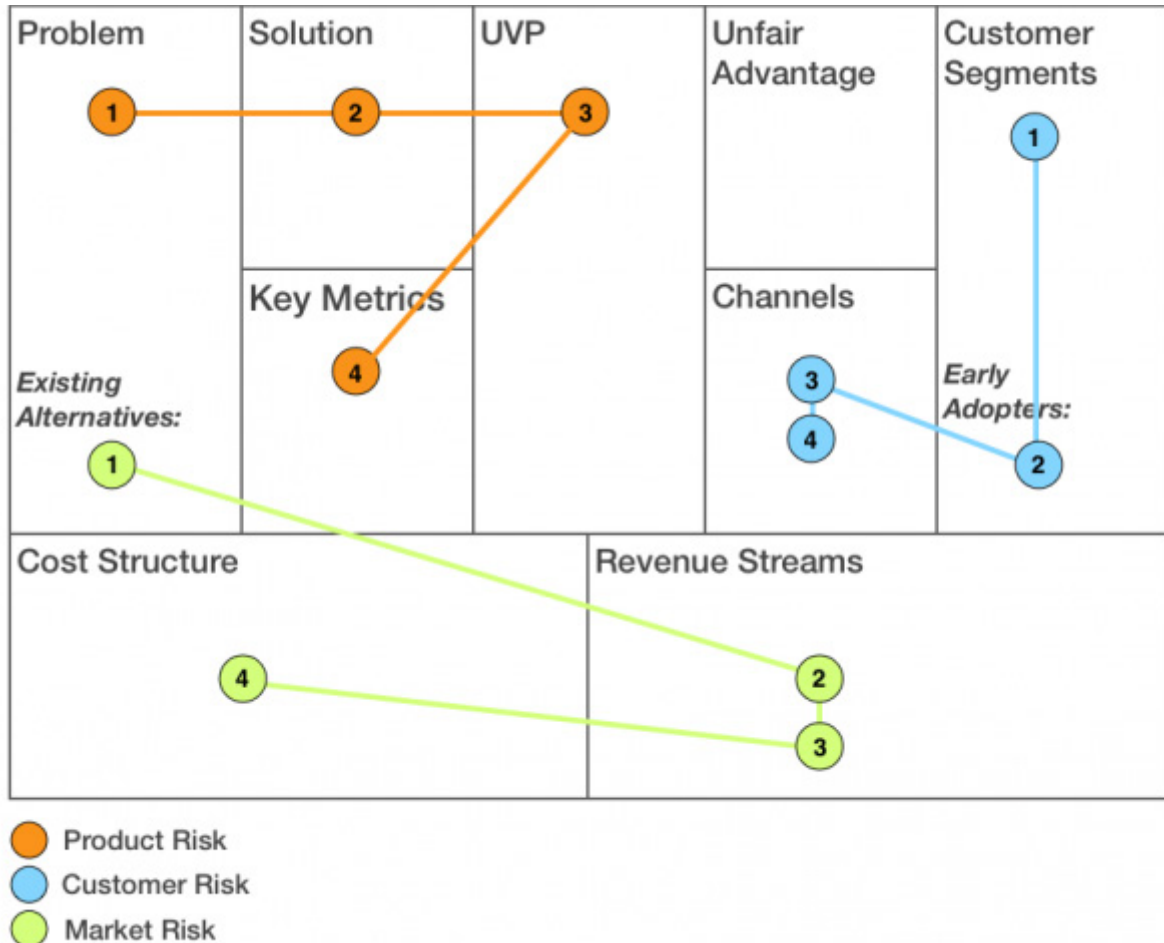 Problem
Solution
UVP
Unfair
Advantage
Customer
Segments
1
2
3
1
Key Metrics
4
Channels
3
4
Existing
Alternatives:
1
Early
Adopters:
2
Cost Structure
4
Revenue Streams
2
3
Product Risk
Customer Risk
Market Risk